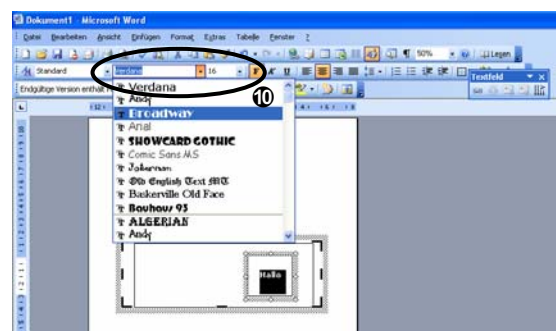 Dokument1 - Microsoft Word
Datei Bearbeiten Ansicht Einfügen Format Extras Tabelle Fenster ?
50% Lesen
Standard Verdana 16 F K U
Textfeld
Endgültige Version enthält
10
Verdana
Andy
Broadway
Arial
SHOWCARD GOTHIC
Comic Sans MS
Jokerman
Old English Text MT
Baskerville Old Face
Bauhaus 93
ALGERIAN
Andy
Hallo